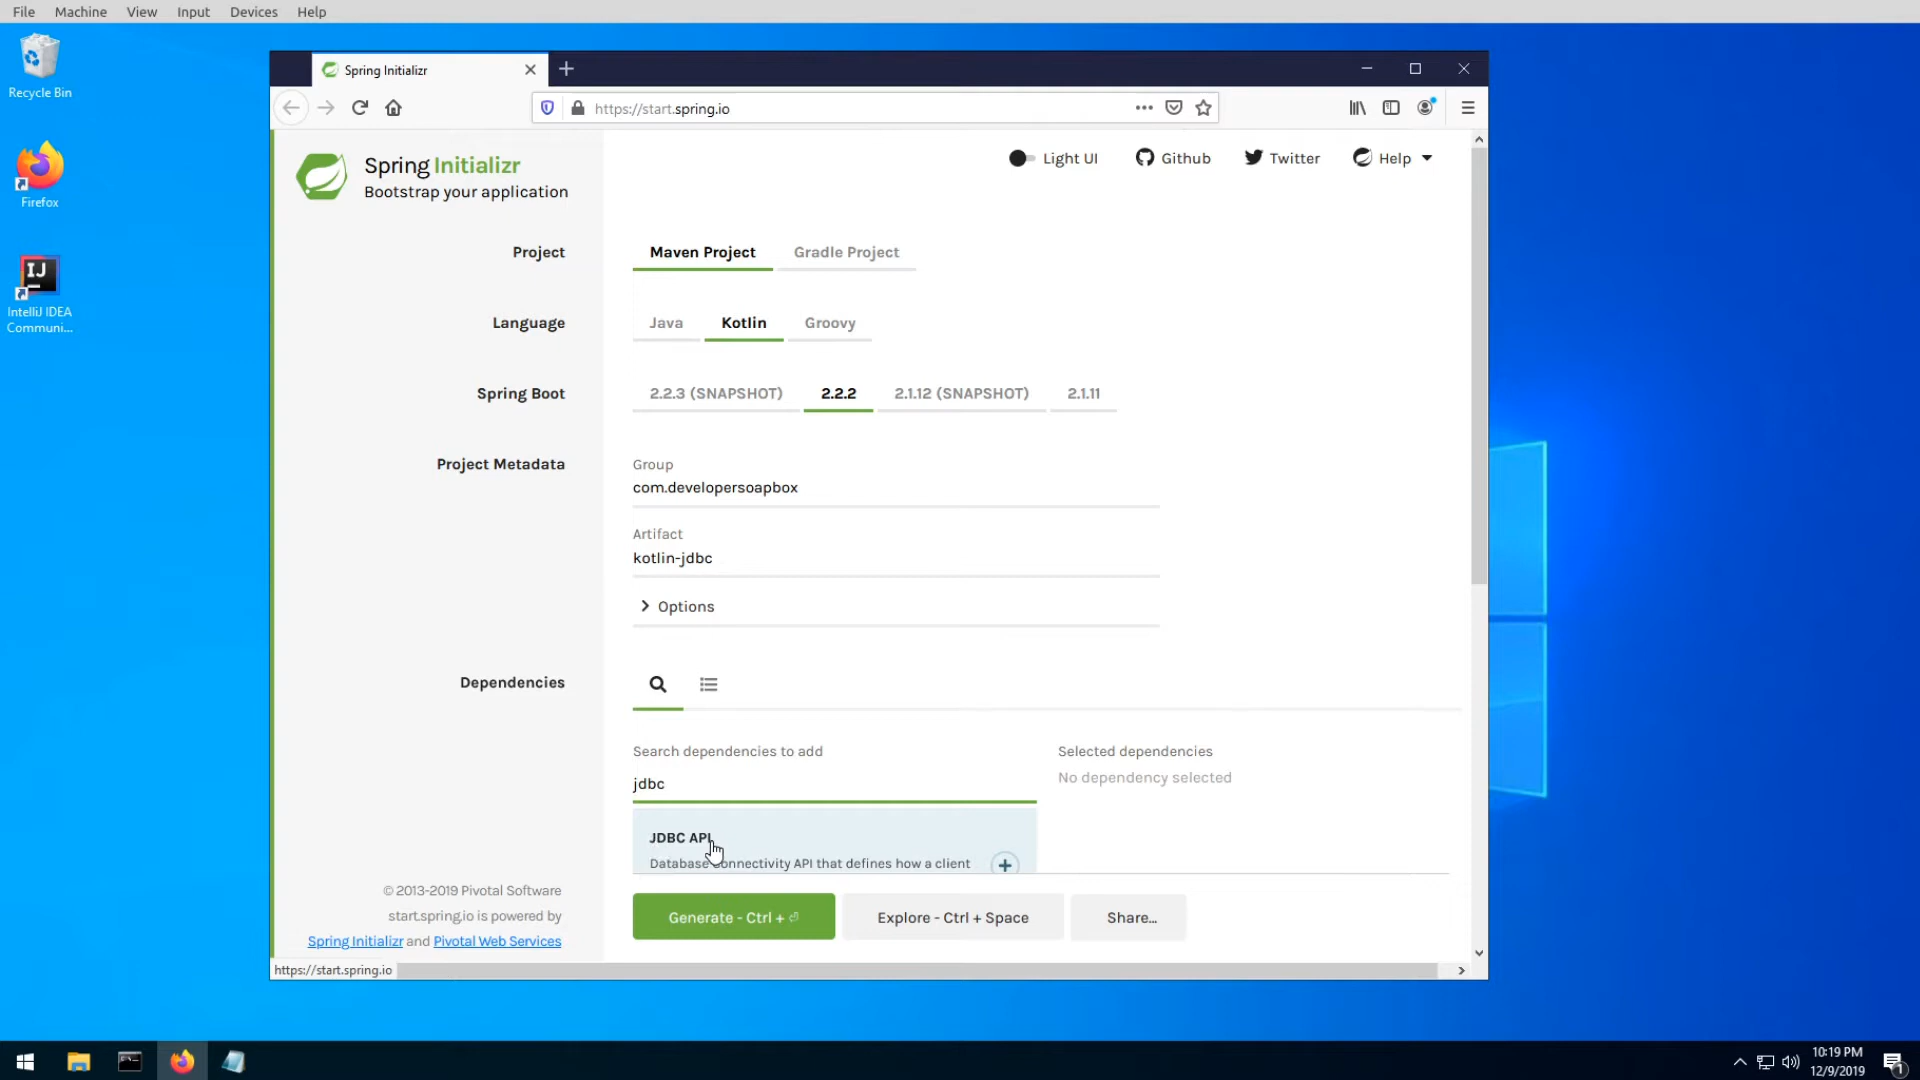 File Machine View Input Devices Help
Recycle Bin
Firefox
IJ
IntelliJ IDEA
Communi...
Spring Initializr
https://start.spring.io
Spring Initializr
Bootstrap your application
Light UI Github Twitter Help
Project Maven Project Gradle Project
Language Java Kotlin Groovy
Spring Boot 2.2.3 (SNAPSHOT) 2.2.2 2.1.12 (SNAPSHOT) 2.1.11
Project Metadata Group
com.developersoapbox
Artifact
kotlin-jdbc
Options
Dependencies
Search dependencies to add Selected dependencies
No dependency selected
jdbc
JDBC API
Database connectivity API that defines how a client
© 2013-2019 Pivotal Software
start.spring.io is powered by
Spring Initializr and Pivotal Web Services
Generate - Ctrl + ⏎ Explore - Ctrl + Space Share...
https://start.spring.io
10:19 PM
12/9/2019
1